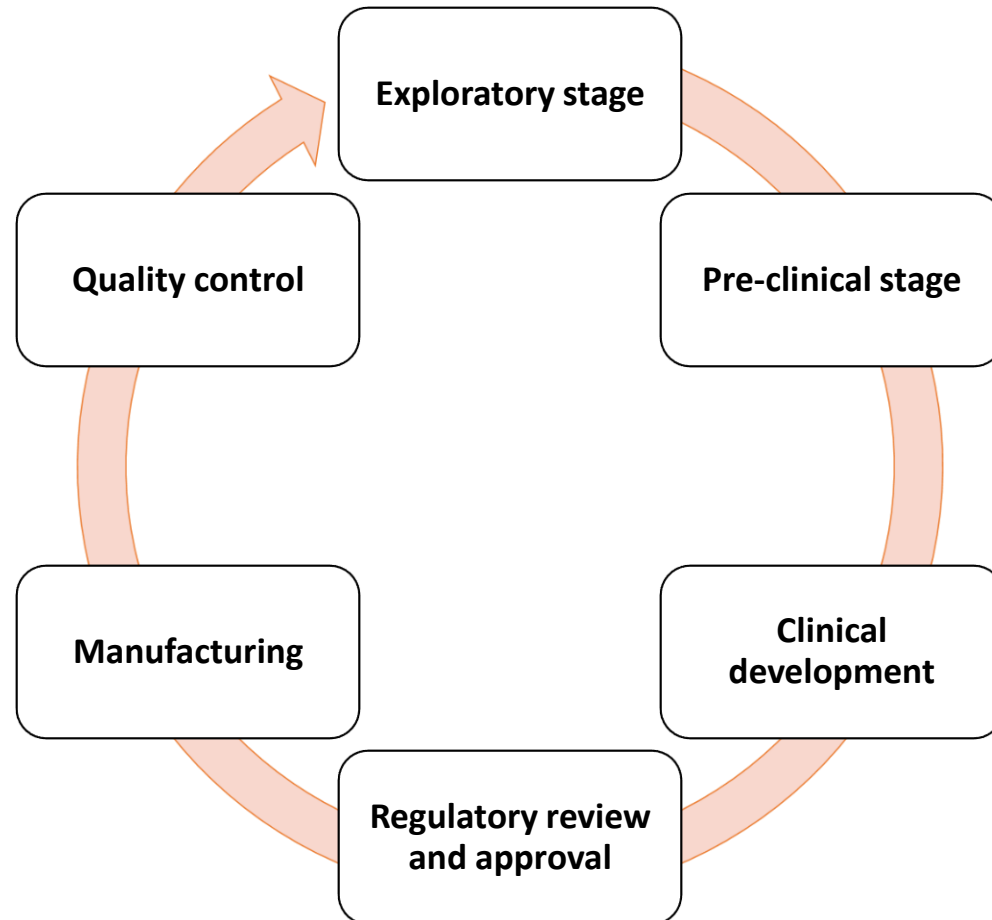 Exploratory stage
Pre-clinical stage
Clinical
development
Regulatory review
and approval
Manufacturing
Quality control